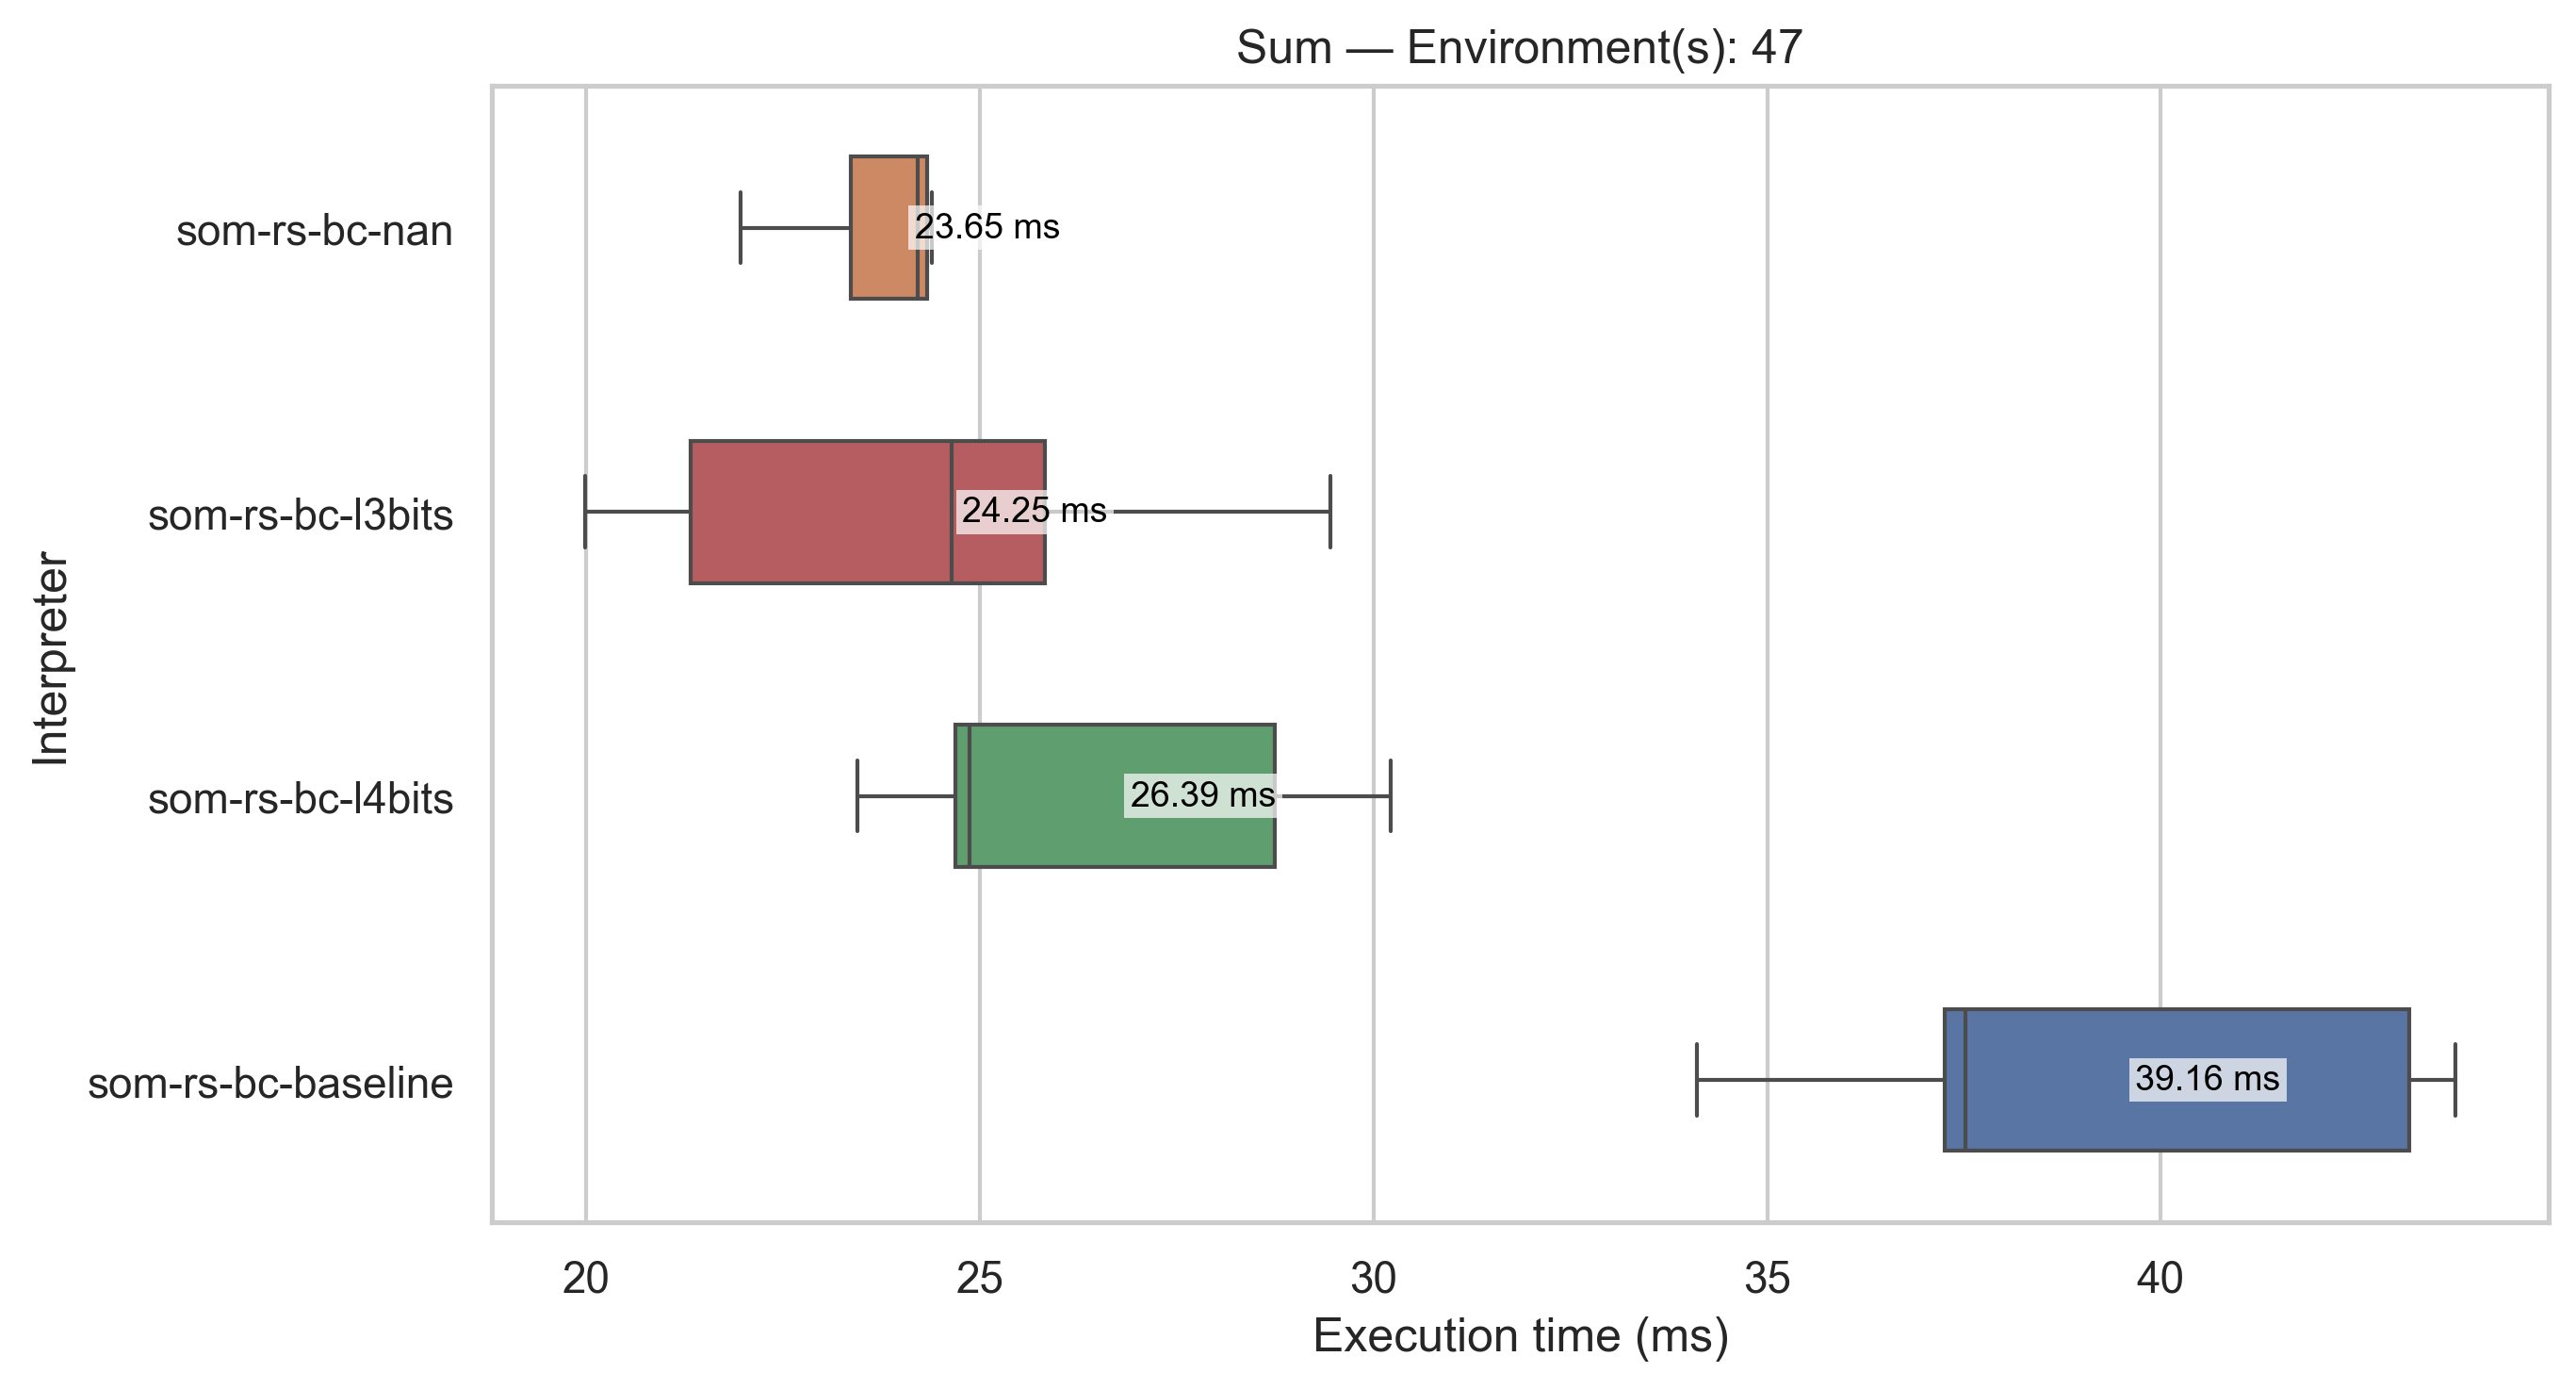 Sum — Environment(s): 47
Interpreter
som-rs-bc-nan
23.65 ms
som-rs-bc-l3bits
24.25 ms
som-rs-bc-l4bits
26.39 ms
som-rs-bc-baseline
39.16 ms
20 25 30 35 40
Execution time (ms)